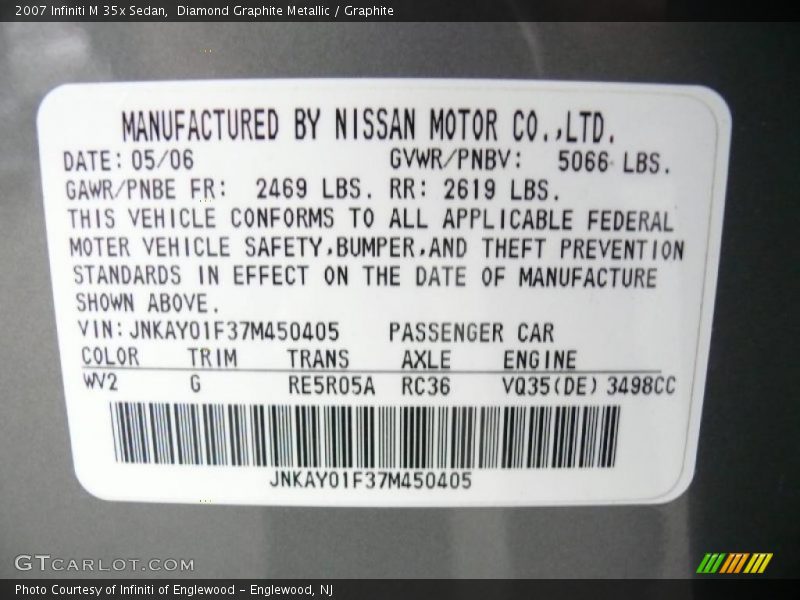 2007 Infiniti M 35x Sedan,  Diamond Graphite Metallic / Graphite
MANUFACTURED BY NISSAN MOTOR CO.,LTD.
DATE: 05/06 GVWR/PNBV: 5066 LBS.
GAWR/PNBE FR: 2469 LBS. RR: 2619 LBS.
THIS VEHICLE CONFORMS TO ALL APPLICABLE FEDERAL
MOTER VEHICLE SAFETY,BUMPER,AND THEFT PREVENTION
STANDARDS IN EFFECT ON THE DATE OF MANUFACTURE
SHOWN ABOVE.
VIN: JNKAY01F37M450405 PASSENGER CAR
COLOR TRIM TRANS AXLE ENGINE
WV2 G RE5R05A RC36 VQ35(DE) 3498CC
JNKAY01F37M450405
GTCARLOT.COM
Photo Courtesy of Infiniti of Englewood – Englewood, NJ